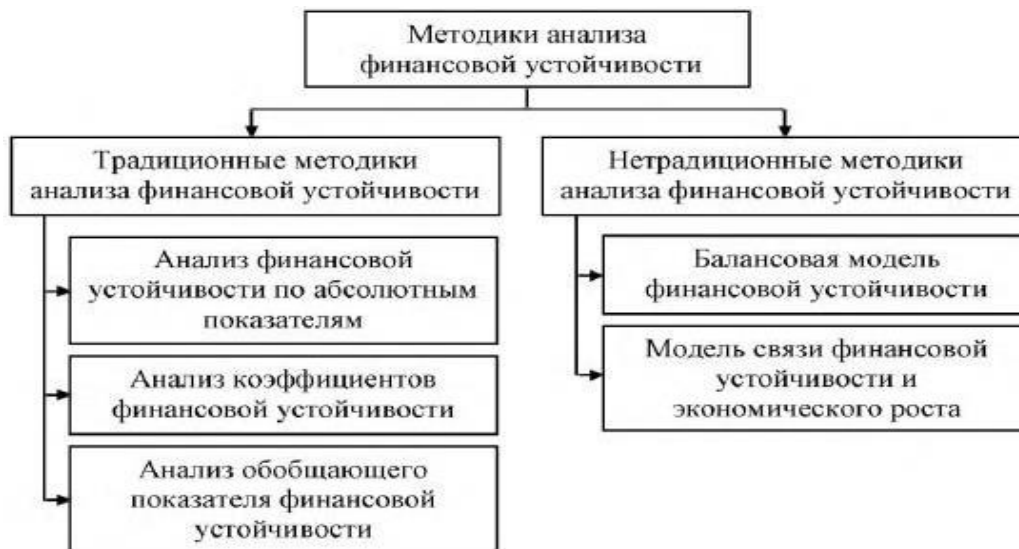 Методики анализа
финансовой устойчивости
Традиционные методики
анализа финансовой устойчивости
Нетрадиционные методики
анализа финансовой устойчивости
Анализ финансовой
устойчивости по абсолютным
показателям
Анализ коэффициентов
финансовой устойчивости
Анализ обобщающего
показателя финансовой
устойчивости
Балансовая модель
финансовой устойчивости
Модель связи финансовой
устойчивости и
экономического роста